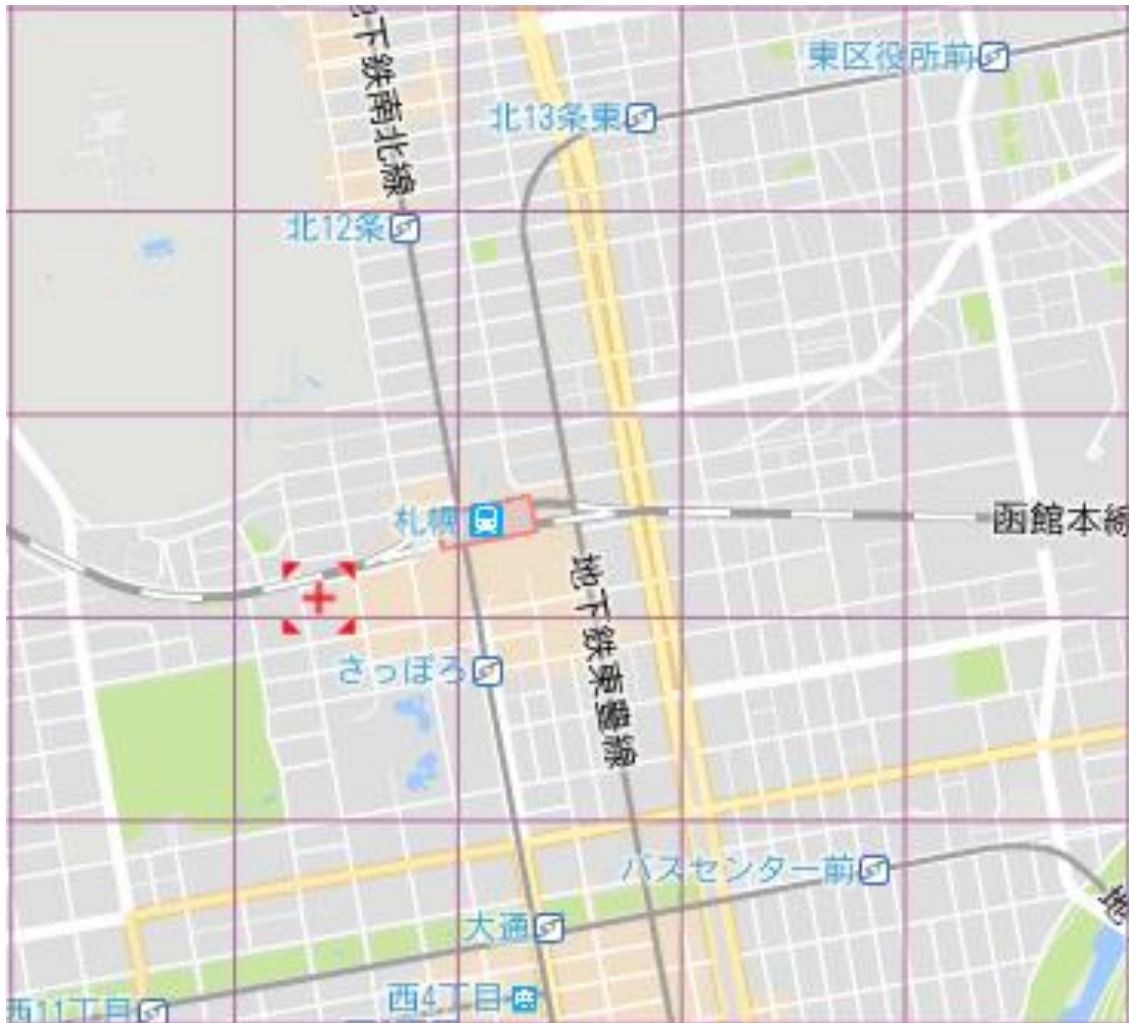 地下鉄南北線
東区役所前
北13条東
北12条
札幌
函館本線
地下鉄東豊線
さっぽろ
バスセンター前
大通
西11丁目
西4丁目
地